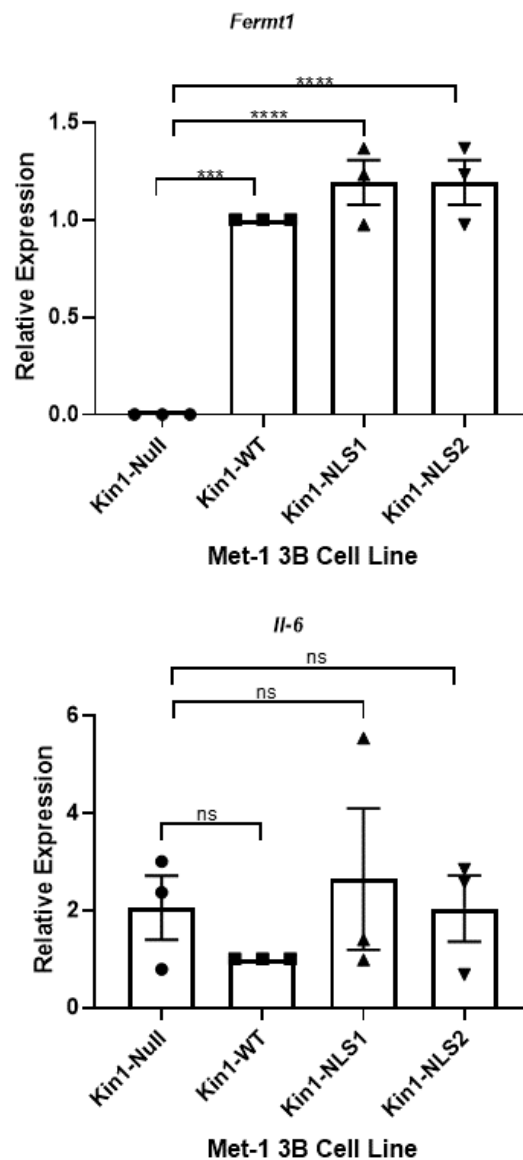 Fermt1
****
****
***
1.5
1.0
0.5
0.0
Relative Expression
Kin1-Null
Kin1-WT
Kin1-NLS1
Kin1-NLS2
Met-1 3B Cell Line
Il-6
ns
ns
ns
6
4
2
0
Relative Expression
Kin1-Null
Kin1-WT
Kin1-NLS1
Kin1-NLS2
Met-1 3B Cell Line